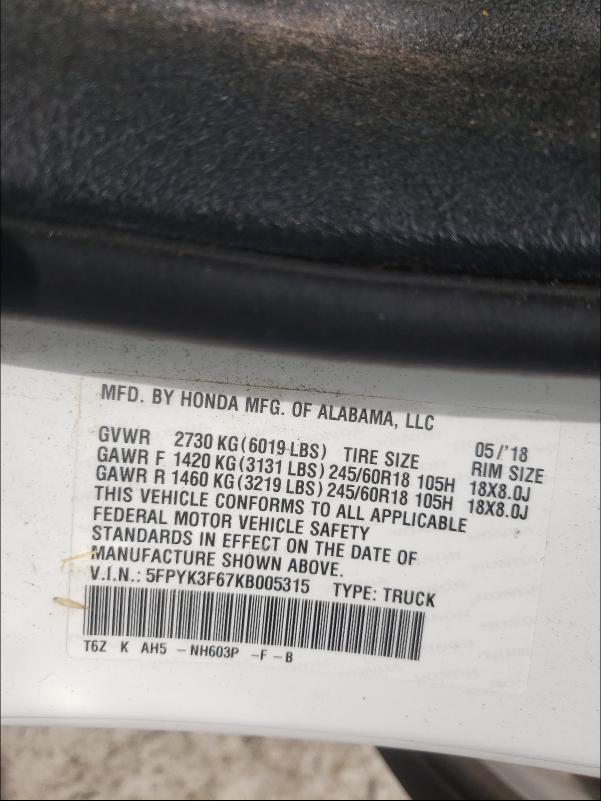 MFD. BY HONDA MFG. OF ALABAMA, LLC
GVWR 2730 KG(6019 LBS) TIRE SIZE 05/'18 RIM SIZE
GAWR F 1420 KG(3131 LBS) 245/60R18 105H 18X8.0J
GAWR R 1460 KG(3219 LBS) 245/60R18 105H 18X8.0J
THIS VEHICLE CONFORMS TO ALL APPLICABLE
FEDERAL MOTOR VEHICLE SAFETY
STANDARDS IN EFFECT ON THE DATE OF
MANUFACTURE SHOWN ABOVE.
V.I.N.: 5FPYK3F67KB005315 TYPE: TRUCK
T6Z K AH5 -NH603P -F-B